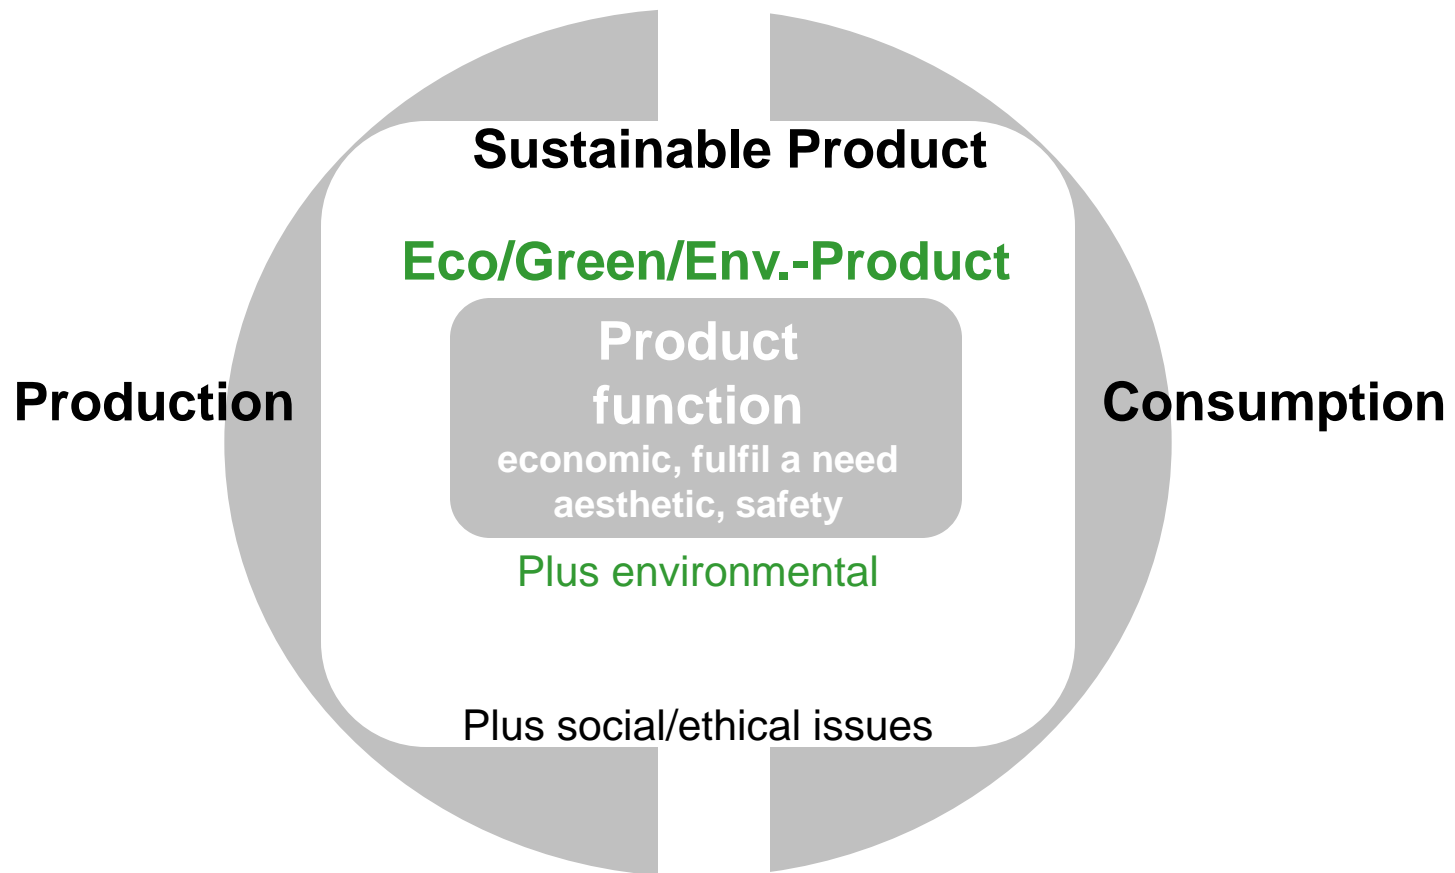 Sustainable Product
Eco/Green/Env.-Product
Product
function
economic, fulfil a need
aesthetic, safety
Production
Consumption
Plus environmental
Plus social/ethical issues